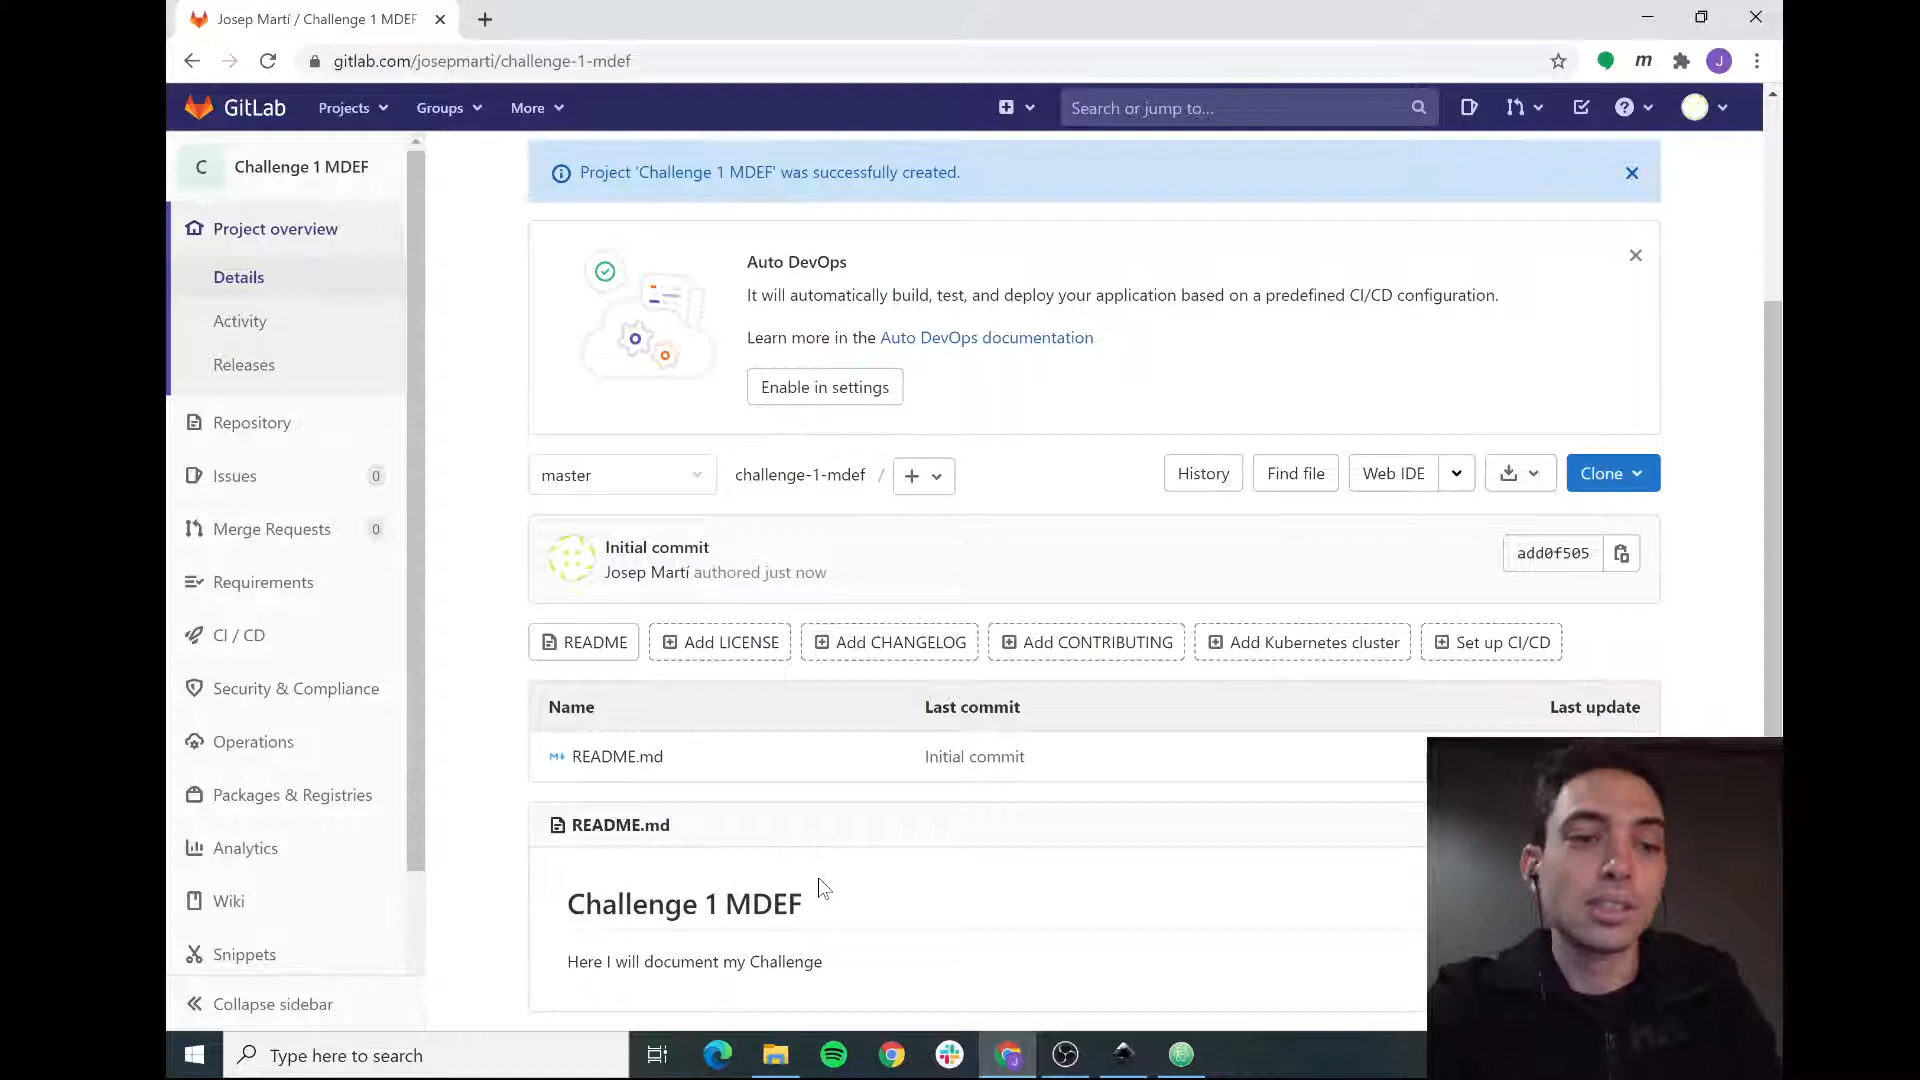 Josep Martí / Challenge 1 MDEF
gitlab.com/josepmarti/challenge-1-mdef
m
J
GitLab
Projects
Groups
More
Search or jump to...
C
Challenge 1 MDEF
Project overview
Details
Activity
Releases
Repository
Issues 0
Merge Requests 0
Requirements
CI / CD
Security & Compliance
Operations
Packages & Registries
Analytics
Wiki
Snippets
Collapse sidebar
Project 'Challenge 1 MDEF' was successfully created.
Auto DevOps
It will automatically build, test, and deploy your application based on a predefined CI/CD configuration.
Learn more in the Auto DevOps documentation
Enable in settings
master
challenge-1-mdef /
History
Find file
Web IDE
Clone
Initial commit
Josep Martí authored just now
add0f505
README
Add LICENSE
Add CHANGELOG
Add CONTRIBUTING
Add Kubernetes cluster
Set up CI/CD
Name Last commit Last update
README.md Initial commit
README.md
Challenge 1 MDEF
Here I will document my Challenge
Type here to search